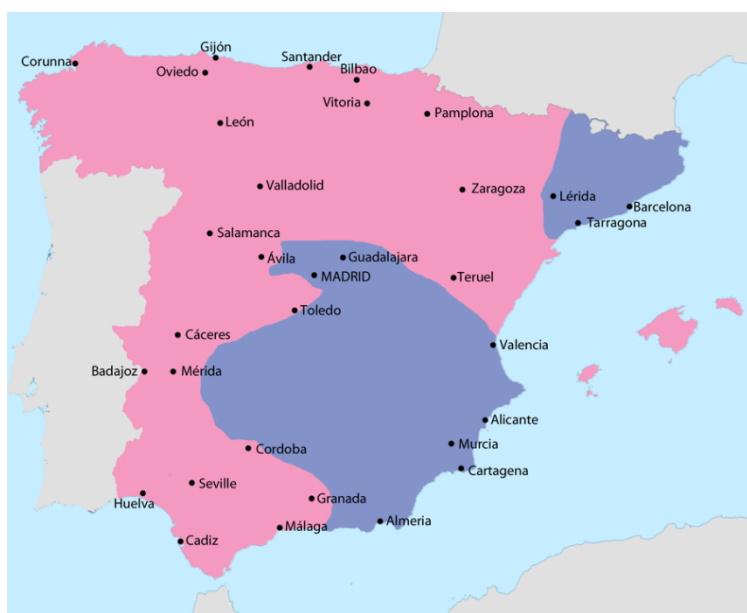 Gijón
Corunna
Santander
Oviedo
Bilbao
Vitoria
Pamplona
León
Valladolid
Zaragoza
Lérida
Barcelona
Tarragona
Salamanca
Ávila
Guadalajara
MADRID
Teruel
Toledo
Cáceres
Valencia
Badajoz
Mérida
Alicante
Murcia
Cordoba
Cartagena
Seville
Huelva
Granada
Málaga
Almeria
Cadiz